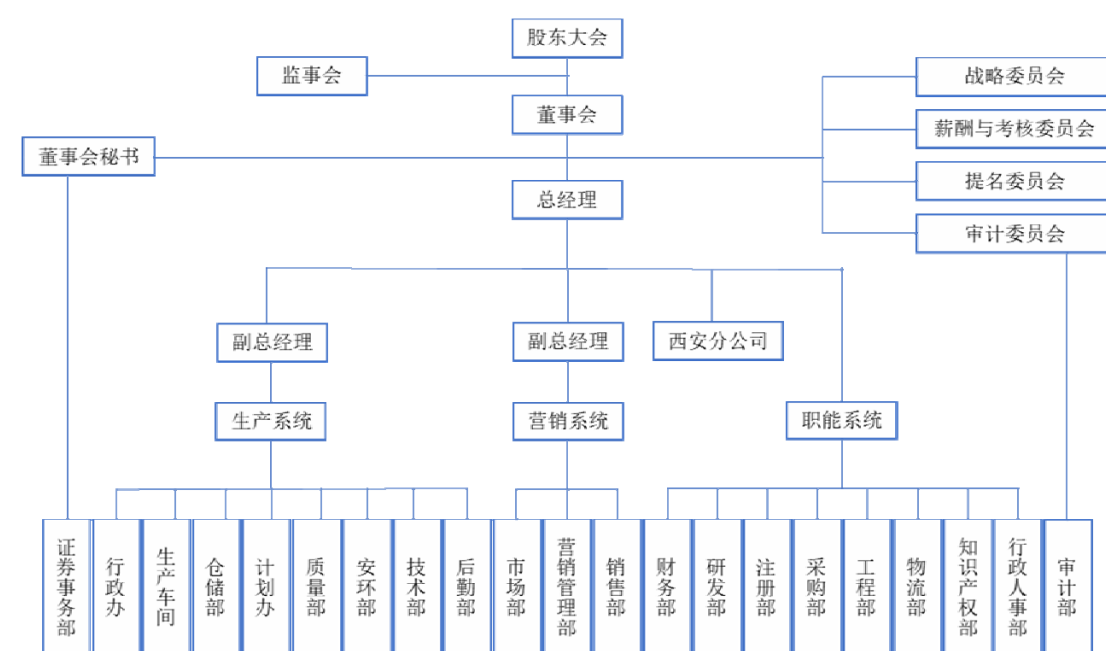 股东大会
监事会
战略委员会
董事会
薪酬与考核委员会
董事会秘书
提名委员会
总经理
审计委员会
副总经理
副总经理
西安分公司
生产系统
营销系统
职能系统
证券事务部
行政办
生产车间
仓储部
计划办
质量部
安环部
技术部
后勤部
市场部
营销管理部
销售部
财务部
研发部
注册部
采购部
工程部
物流部
知识产权部
行政人事部
审计部